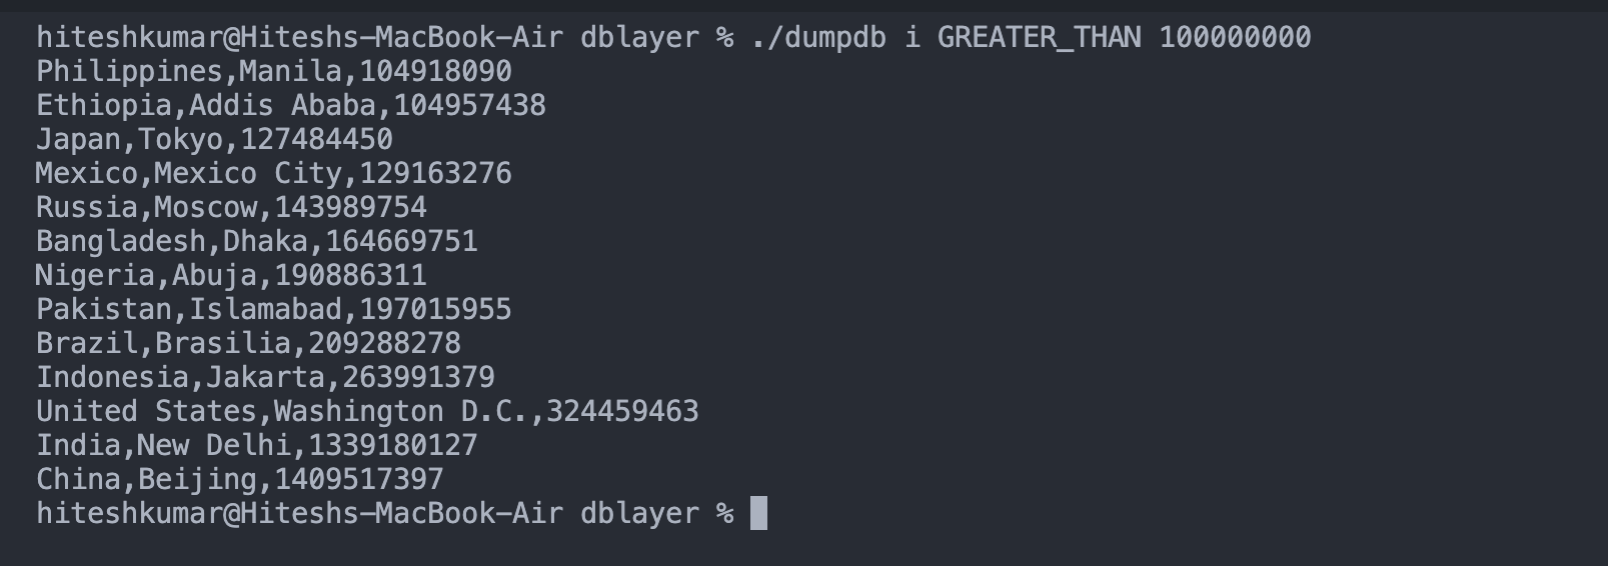 hiteshkumar@Hiteshs-MacBook-Air dblayer % ./dumpdb i GREATER_THAN 100000000
Philippines,Manila,104918090
Ethiopia,Addis Ababa,104957438
Japan,Tokyo,127484450
Mexico,Mexico City,129163276
Russia,Moscow,143989754
Bangladesh,Dhaka,164669751
Nigeria,Abuja,190886311
Pakistan,Islamabad,197015955
Brazil,Brasilia,209288278
Indonesia,Jakarta,263991379
United States,Washington D.C.,324459463
India,New Delhi,1339180127
China,Beijing,1409517397
hiteshkumar@Hiteshs-MacBook-Air dblayer %